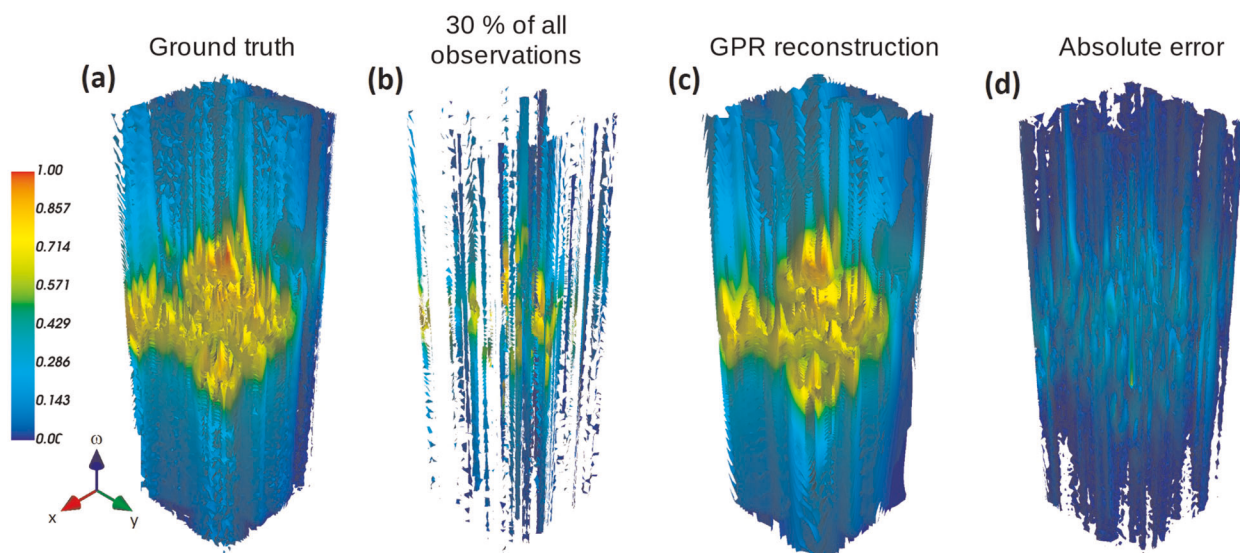 Ground truth
30 % of all
observations
GPR reconstruction
Absolute error
(a)
(b)
(c)
(d)
1.00
0.857
0.714
0.571
0.429
0.286
0.143
0.0C
ω
x
y